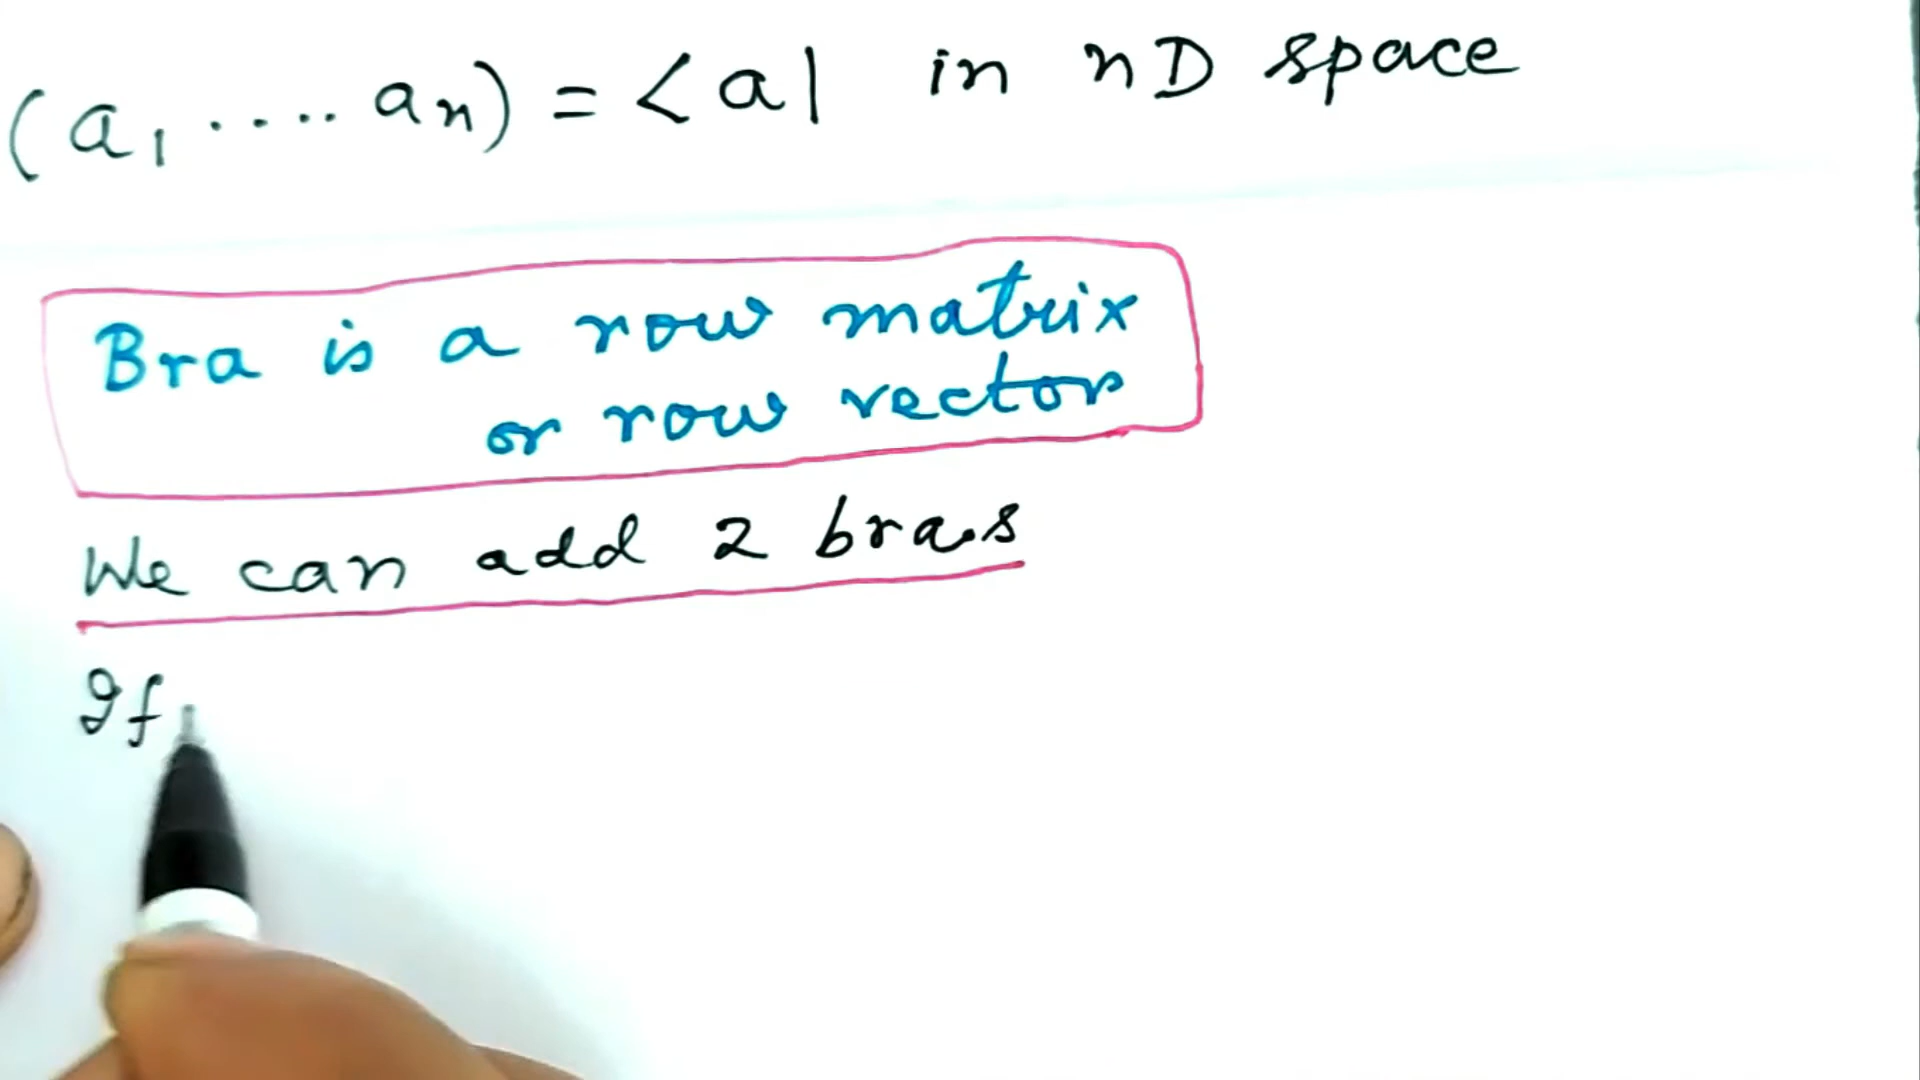 (a₁ ..... aₙ) = <a| in nD space
Bra is a row matrix
or row vector
We can add 2 bras
If